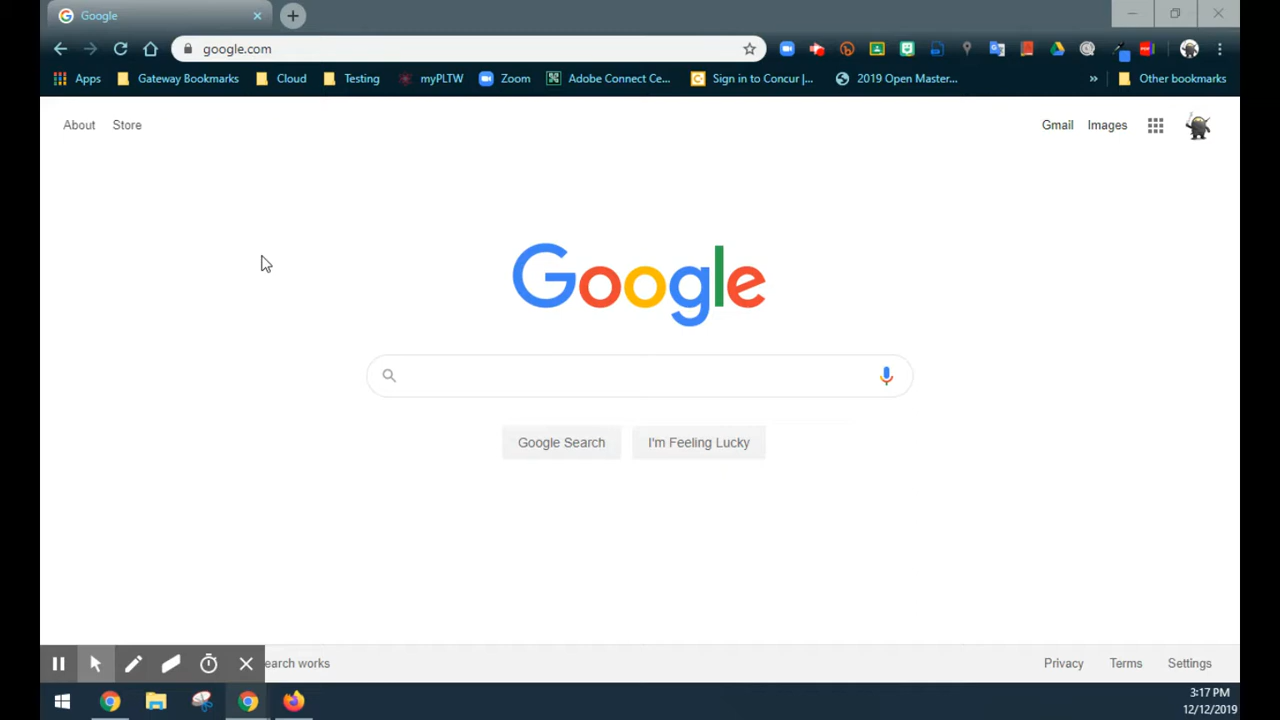 Google
google.com
Apps Gateway Bookmarks Cloud Testing myPLTW Zoom Adobe Connect Ce... Sign in to Concur |... 2019 Open Master... » Other bookmarks
About Store Gmail Images
Google
Google Search I'm Feeling Lucky
earch works Privacy Terms Settings
3:17 PM
12/12/2019